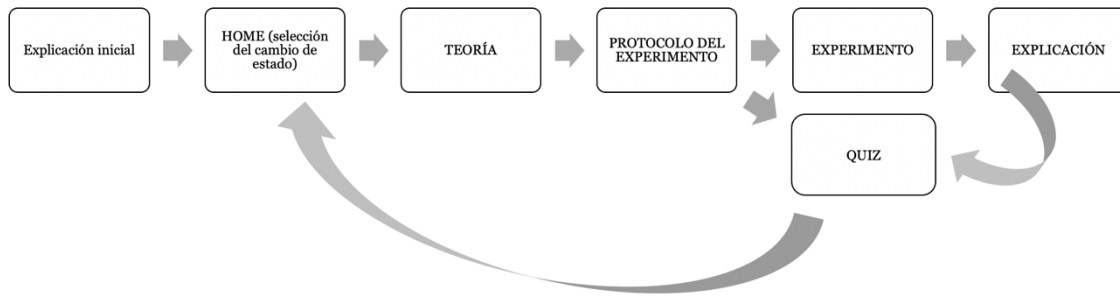 Explicación inicial
HOME (selección
del cambio de
estado)
TEORÍA
PROTOCOLO DEL
EXPERIMENTO
EXPERIMENTO
EXPLICACIÓN
QUIZ